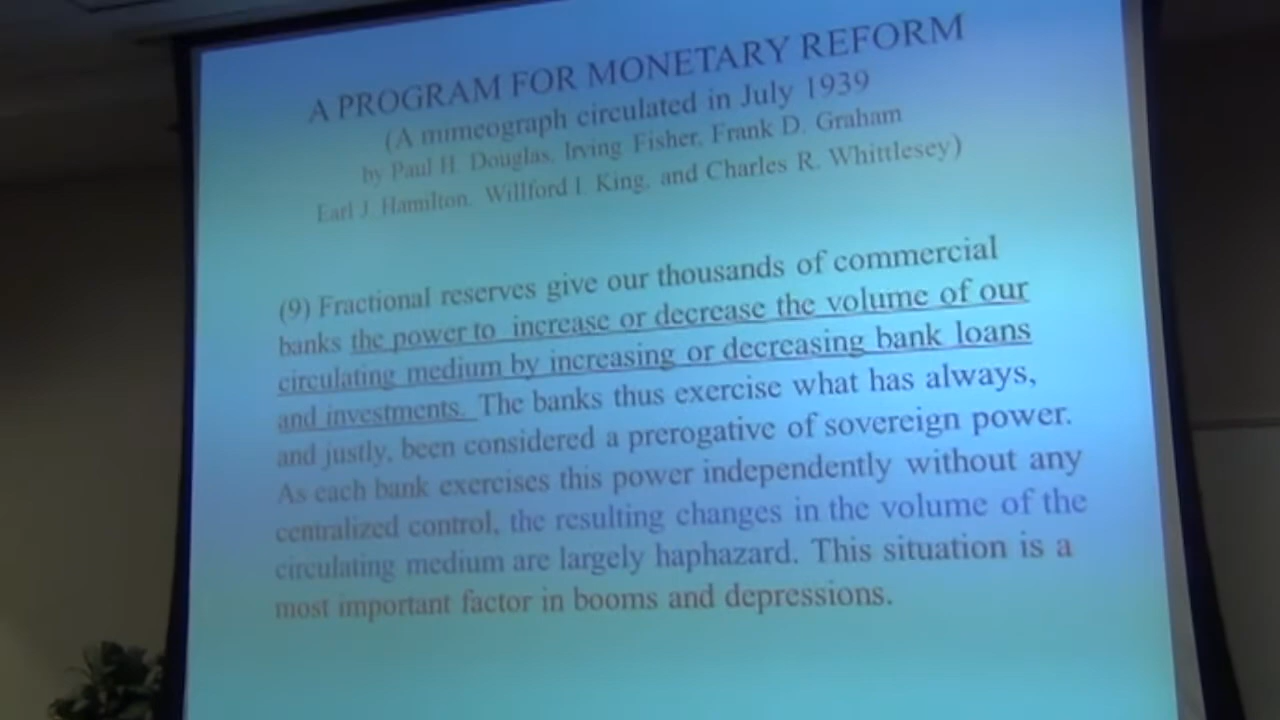 A PROGRAM FOR MONETARY REFORM
(A mimeograph circulated in July 1939
by Paul H. Douglas, Irving Fisher, Frank D. Graham
Earl J. Hamilton, Willford I. King, and Charles R. Whittlesey)
(9) Fractional reserves give our thousands of commercial
banks the power to increase or decrease the volume of our
circulating medium by increasing or decreasing bank loans
and investments. The banks thus exercise what has always,
and justly, been considered a prerogative of sovereign power.
As each bank exercises this power independently without any
centralized control, the resulting changes in the volume of the
circulating medium are largely haphazard. This situation is a
most important factor in booms and depressions.